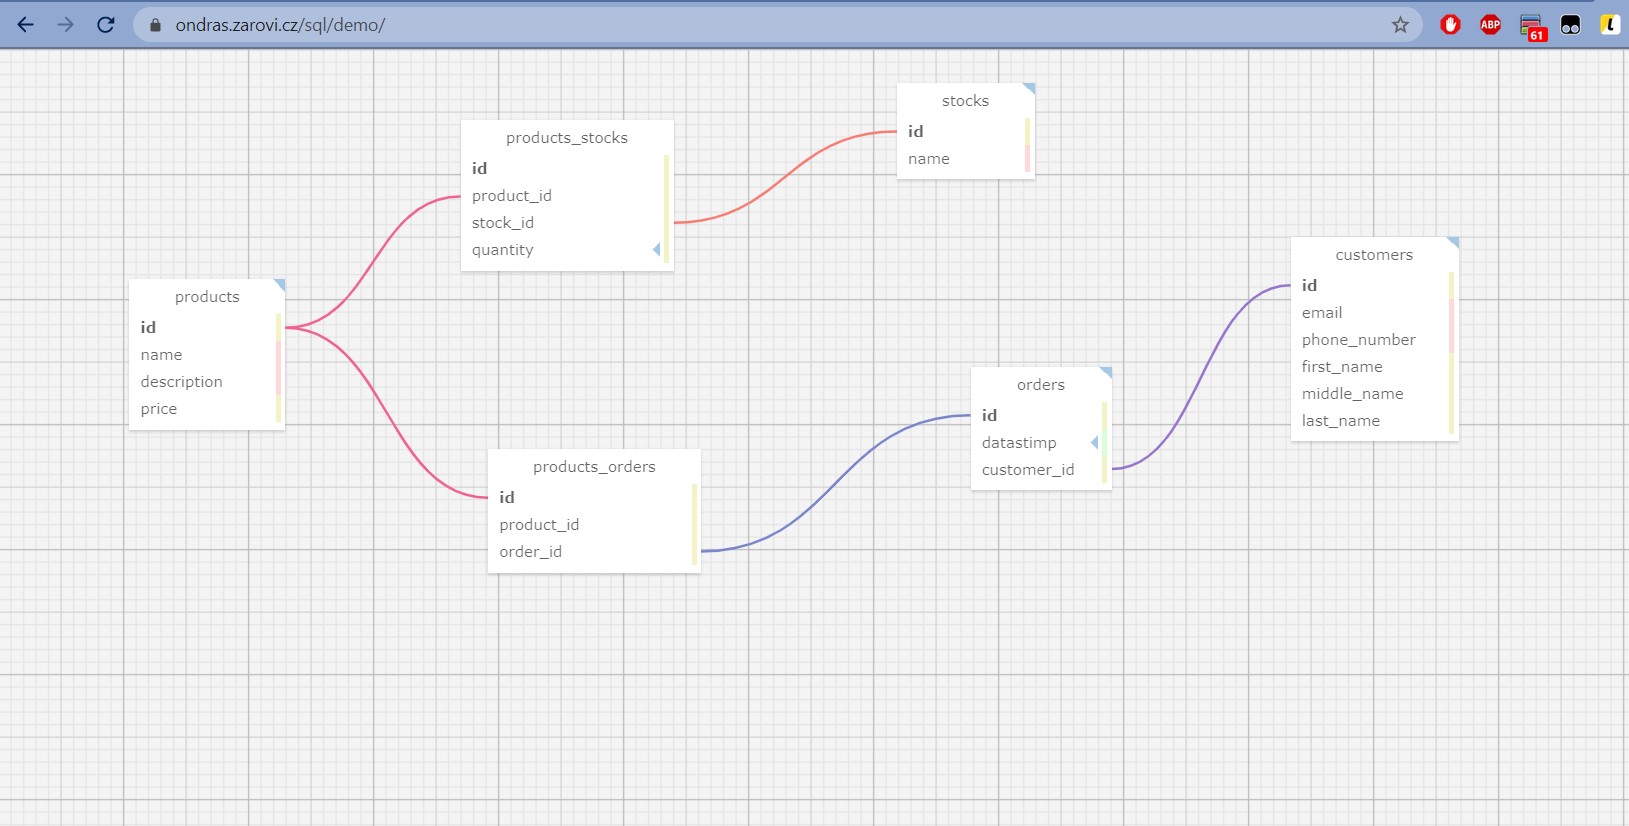 ondras.zarovi.cz/sql/demo/
ABP
61
L
stocks
id
name
products_stocks
id
product_id
stock_id
quantity
products
id
name
description
price
customers
id
email
phone_number
first_name
middle_name
last_name
orders
id
datastimp
customer_id
products_orders
id
product_id
order_id